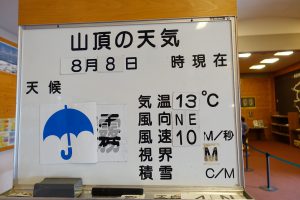 山頂の天気
8月8日 時現在
天候
霧
気温 13℃
風向 NE
風速 10 M/秒
視界 M
積雪 C/M